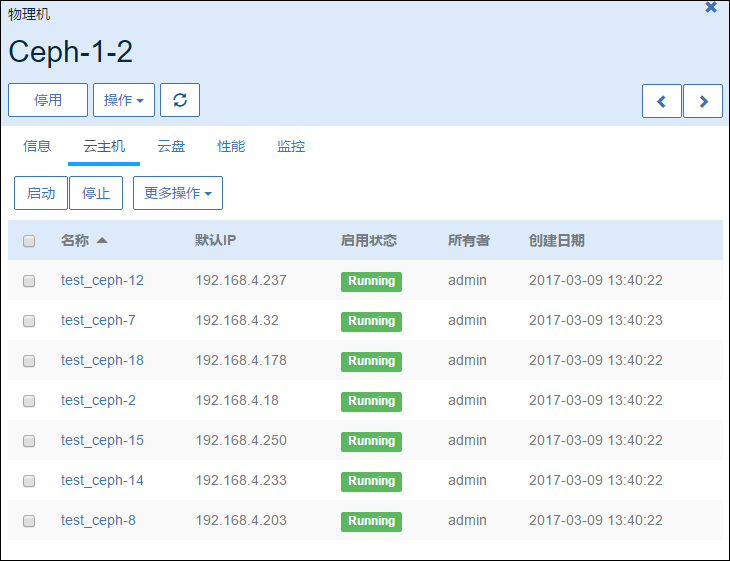 物理机
Ceph-1-2
停用 操作
信息 云主机 云盘 性能 监控
启动 停止 更多操作
名称 默认IP 启用状态 所有者 创建日期
test_ceph-12 192.168.4.237 Running admin 2017-03-09 13:40:22
test_ceph-7 192.168.4.32 Running admin 2017-03-09 13:40:23
test_ceph-18 192.168.4.178 Running admin 2017-03-09 13:40:22
test_ceph-2 192.168.4.18 Running admin 2017-03-09 13:40:22
test_ceph-15 192.168.4.250 Running admin 2017-03-09 13:40:22
test_ceph-14 192.168.4.233 Running admin 2017-03-09 13:40:22
test_ceph-8 192.168.4.203 Running admin 2017-03-09 13:40:22